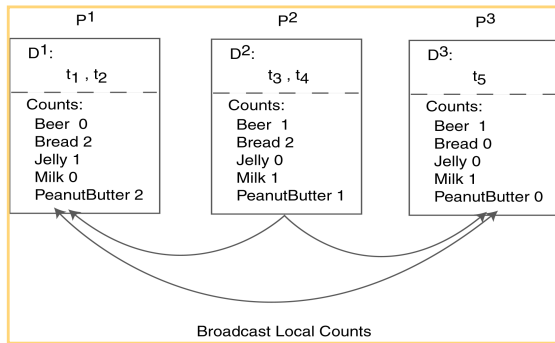 P¹ P² P³
D¹: D²: D³:
t₁ , t₂ t₃ , t₄ t₅
Counts: Counts: Counts:
Beer 0 Beer 1 Beer 1
Bread 2 Bread 2 Bread 0
Jelly 1 Jelly 0 Jelly 0
Milk 0 Milk 1 Milk 1
PeanutButter 2 PeanutButter 1 PeanutButter 0
Broadcast Local Counts